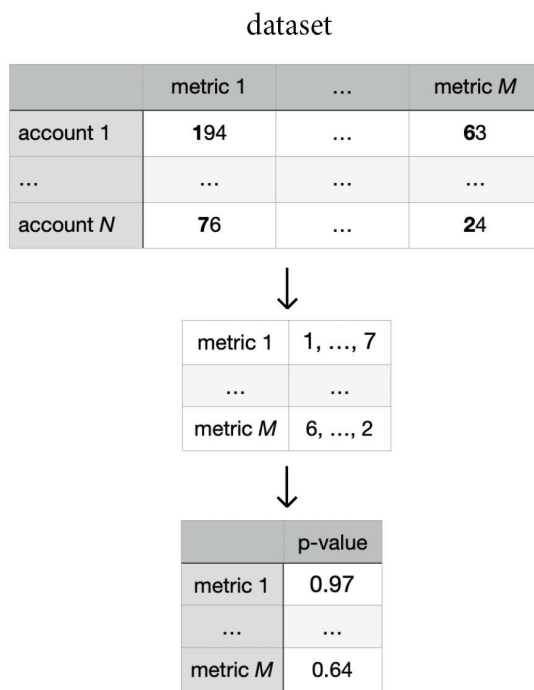 dataset
metric 1 ... metric M
account 1 194 ... 63
... ... ... ...
account N 76 ... 24
metric 1 1, ..., 7
... ...
metric M 6, ..., 2
p-value
metric 1 0.97
... ...
metric M 0.64